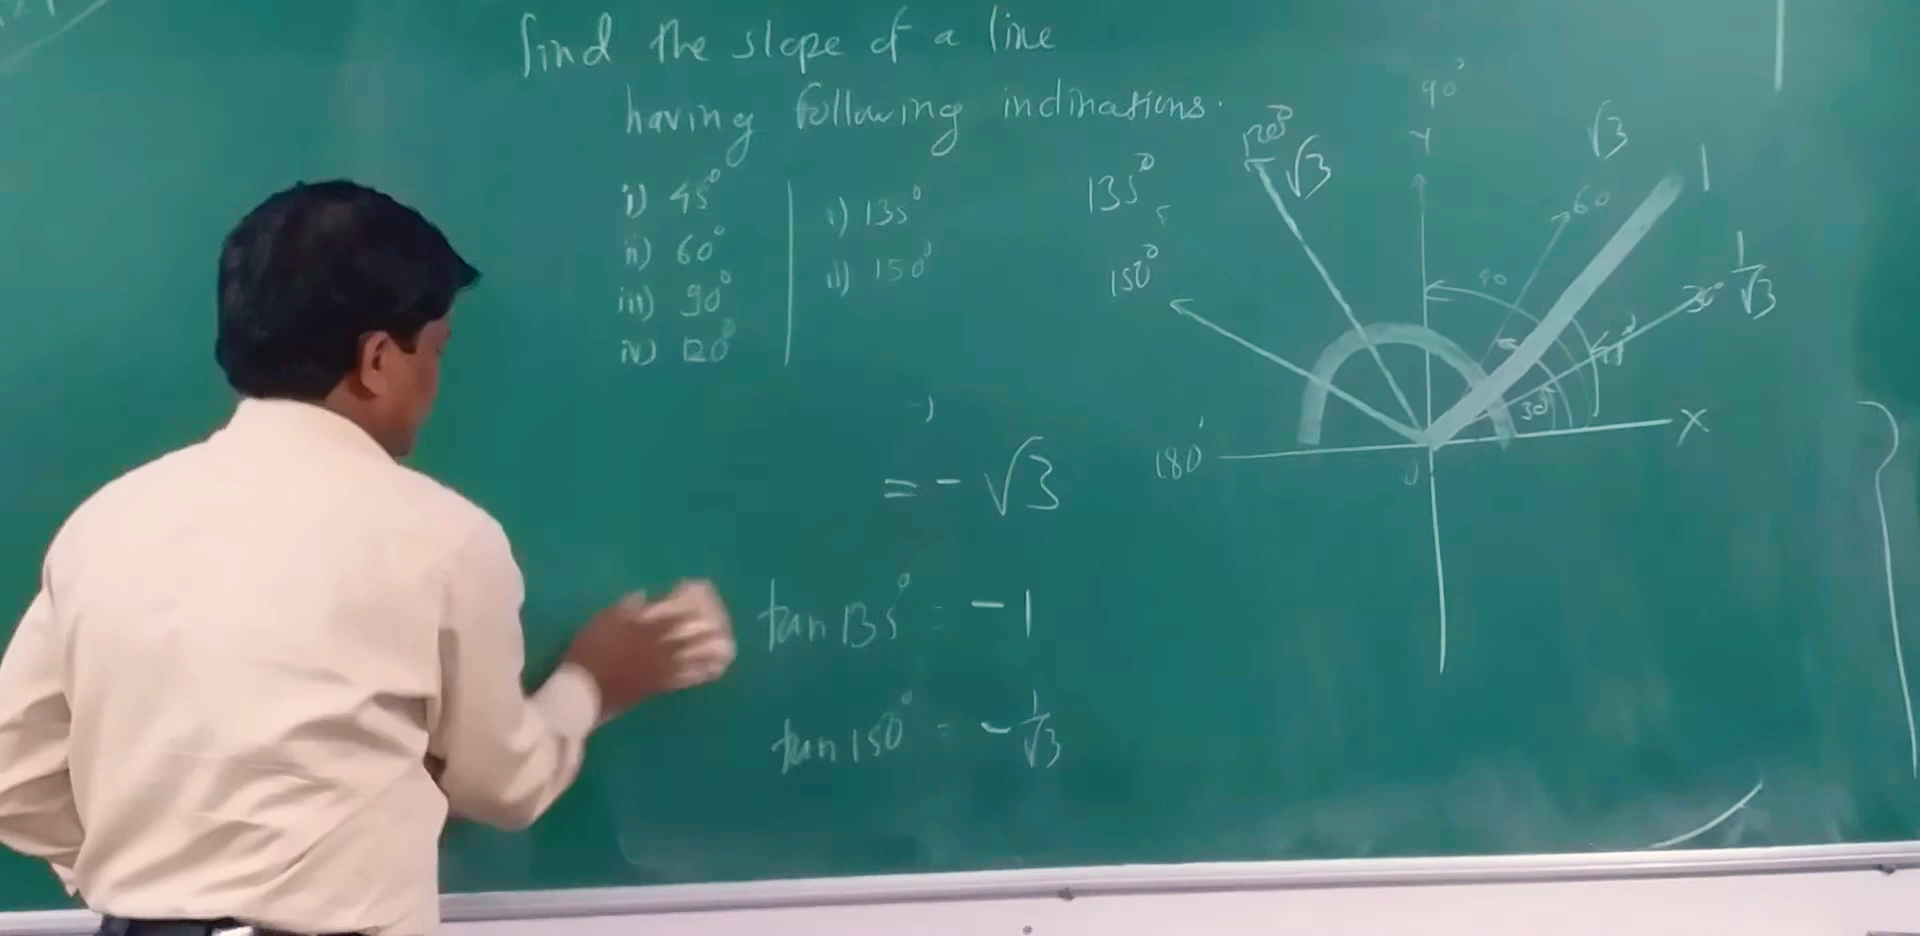 find the slope of a line
having following inclinations.
i) 45°
ii) 60°
iii) 90°
iv) 120°
i) 135°
ii) 150°
= - √3
tan 135° = - 1
tan 150° = - 1/√3
90°
Y
120°
√3
√3
1
135°
60
150°
90
30°
1/√3
30°
X
180°